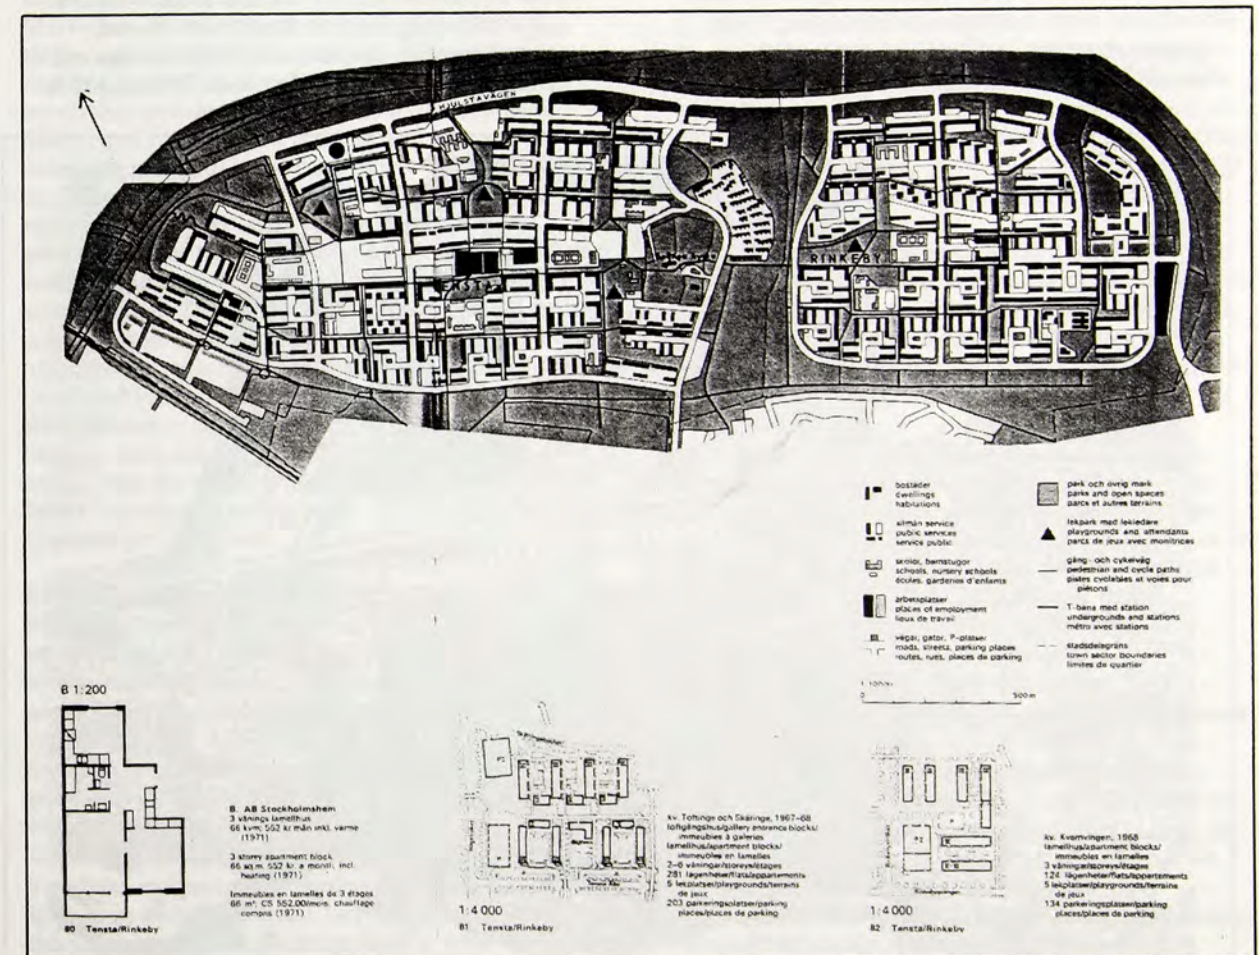 HJULSTAVÄGEN
RINKEBY
bostäder
dwellings
habitations
allmän service
public services
service public
skolor, barnstugor
schools, nursery schools
écoles, garderies d'enfants
arbetsplatser
places of employment
lieux de travail
vägar, gator, P-platser
roads, streets, parking places
routes, rues, places de parking
park och övrig mark
parks and open spaces
parcs et autres terrains
lekpark med lekledare
playgrounds and attendants
parcs de jeux avec monitrices
gång- och cykelväg
pedestrian and cycle paths
pistes cyclables et voies pour
piétons
T-bana med station
undergrounds and stations
métro avec stations
stadsdelsgräns
town sector boundaries
limites de quartier
0 500 m
B 1:200
B. AB Stockholmshem
3 vånings lamellhus
66 kvm; 552 kr mån inkl. värme
(1971)
3 storey apartment block
66 sq.m. 552 kr. a month, incl.
heating (1971)
Immeubles en lamelles de 3 étages
66 m², CS 552.00/mois, chauffage
compris (1971)
80 Tensta/Rinkeby
1:4 000
81 Tensta/Rinkeby
kv. Toftinge och Skäringe, 1967–68
loftgångshus/gallery entrance blocks/
immeubles à galeries
lamellhus/apartment blocks/
immeubles en lamelles
2–6 våningar/storeys/étages
281 lägenheter/flats/appartements
5 lekplatser/playgrounds/terrains
de jeux
203 parkeringsplatser/parking
places/places de parking
1:4 000
82 Tensta/Rinkeby
kv. Kvarnvingen, 1968
lamellhus/apartment blocks/
immeubles en lamelles
3 våningar/storeys/étages
124 lägenheter/flats/appartements
5 lekplatser/playgrounds/terrains
de jeux
134 parkeringsplatser/parking
places/places de parking